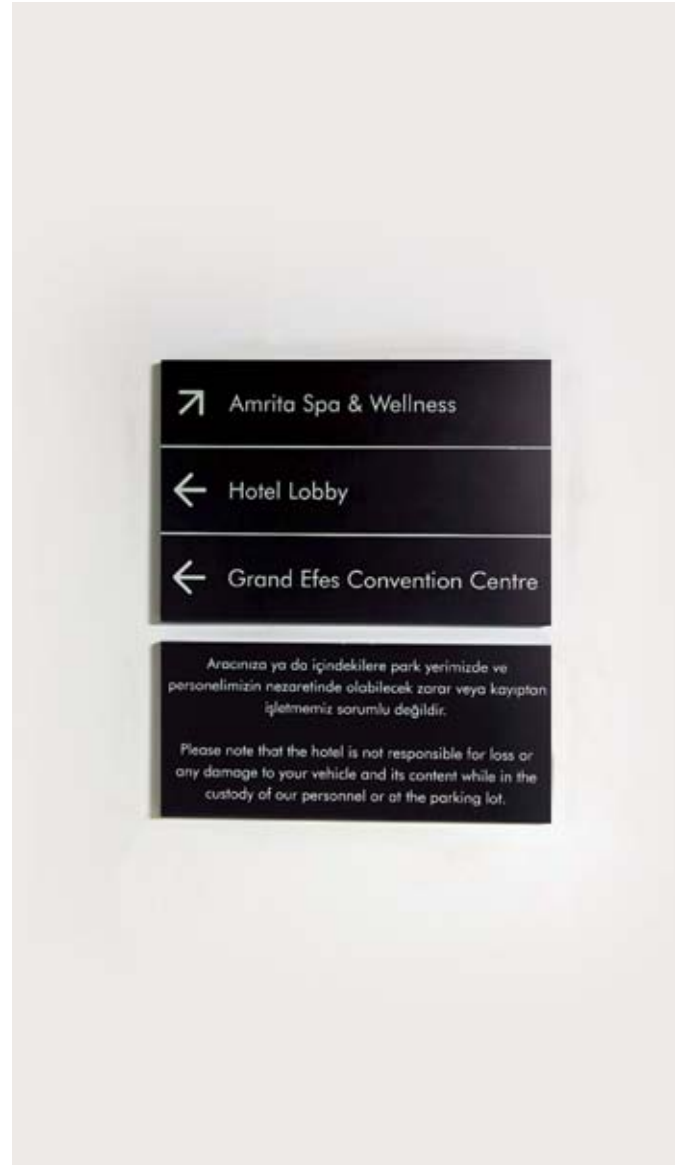 Amrita Spa & Wellness
Hotel Lobby
Grand Efes Convention Centre
Aracınıza ya da içindekilere park yerimizde ve
personelimizin nezaretinde olabilecek zarar veya kayıptan
işletmemiz sorumlu değildir.
Please note that the hotel is not responsible for loss or
any damage to your vehicle and its content while in the
custody of our personnel or at the parking lot.